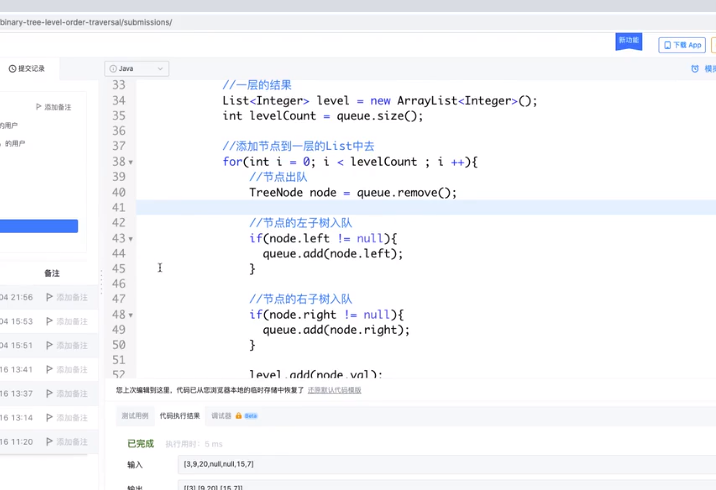 binary-tree-level-order-traversal/submissions/
新功能
下载 App
提交记录
Java
添加备注
的用户
的用户
备注
04 21:56 添加备注
04 15:53 添加备注
04 15:51 添加备注
16 13:41 添加备注
16 13:37 添加备注
16 13:14 添加备注
16 11:20 添加备注
33 //一层的结果
34 List<Integer> level = new ArrayList<Integer>();
35 int levelCount = queue.size();
36
37 //添加节点到一层的List中去
38 for(int i = 0; i < levelCount ; i ++){
39 //节点出队
40 TreeNode node = queue.remove();
41
42 //节点的左子树入队
43 if(node.left != null){
44 queue.add(node.left);
45 }
46
47 //节点的右子树入队
48 if(node.right != null){
49 queue.add(node.right);
50 }
51
52 level.add(node.val);
您上次编辑到这里，代码已从您浏览器本地的临时存储中恢复了 还原默认代码模版
测试用例 代码执行结果 调试器 Beta
已完成 执行用时：5 ms
输入 [3,9,20,null,null,15,7]
输出 [[3],[9,20],[15,7]]